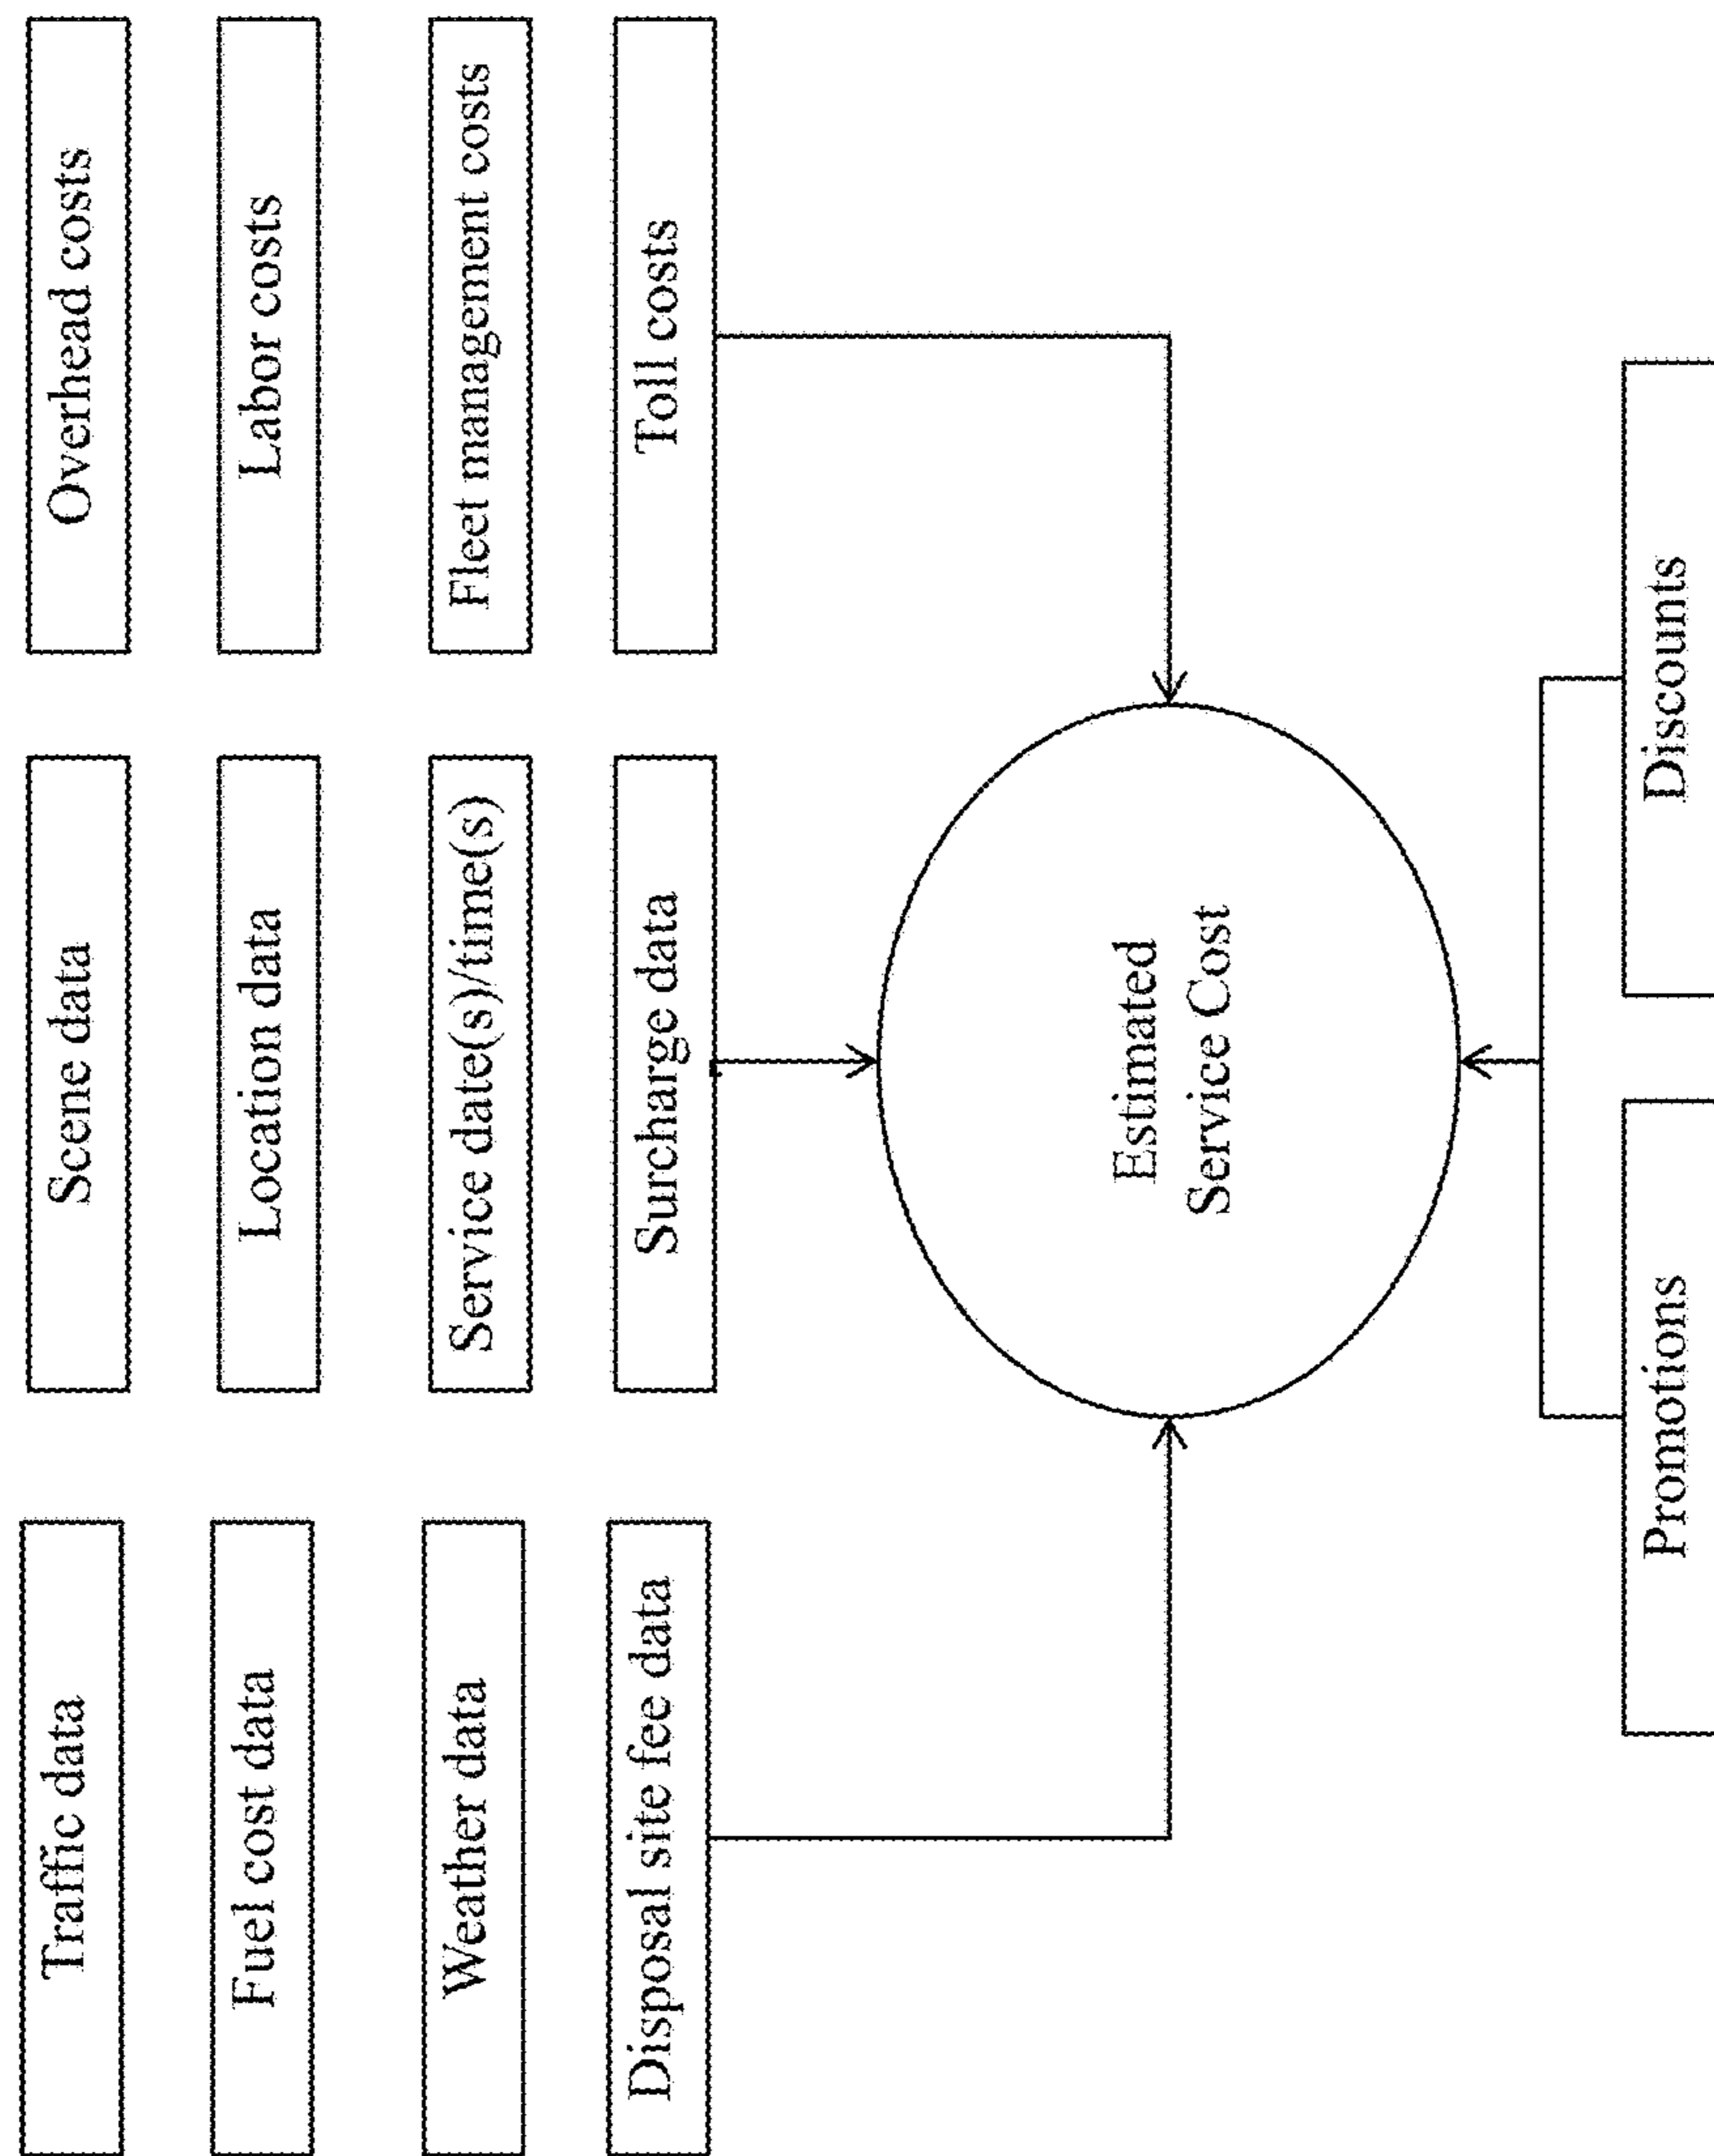 Traffic data
Scene data
Overhead costs
Fuel cost data
Location data
Labor costs
Weather data
Service date(s)/time(s)
Fleet management costs
Disposal site fee data
Surcharge data
Toll costs
Estimated
Service Cost
Promotions
Discounts